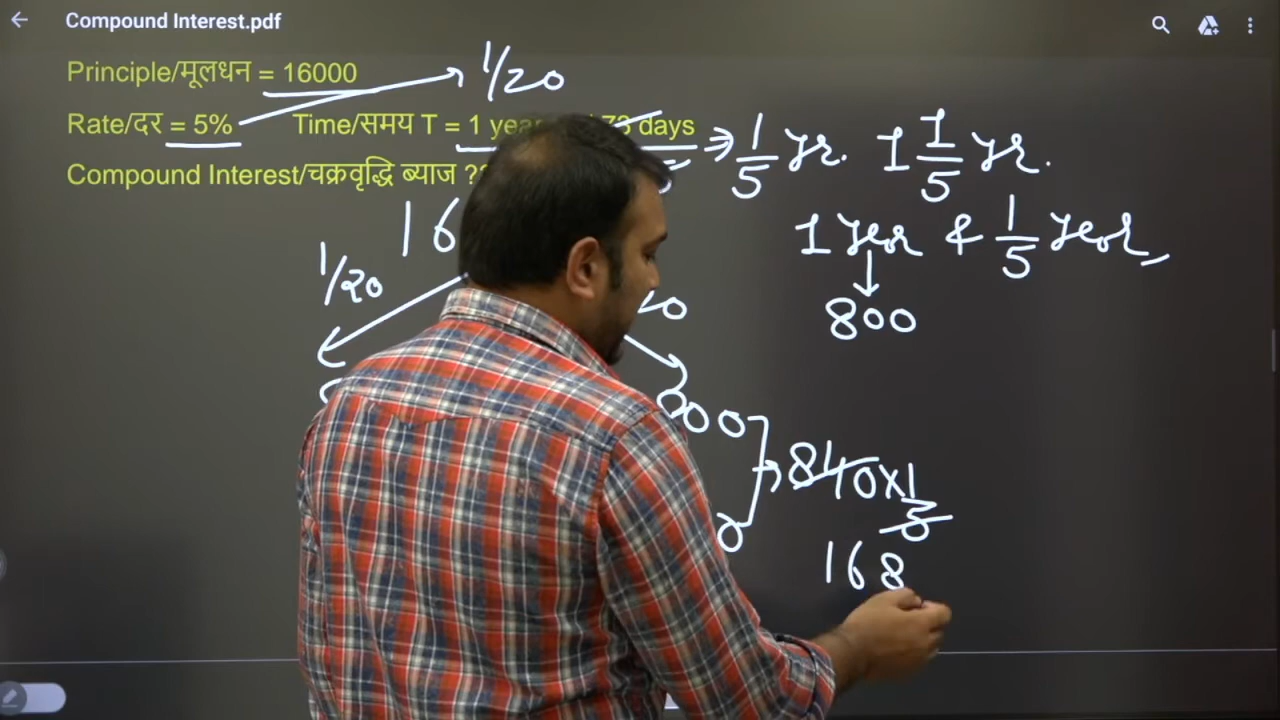 Compound Interest.pdf
Principle/मूलधन = 16000
1/20
Rate/दर = 5% Time/समय T = 1 year 73 days
⇒ 1/5 yr. 1 1/5 yr.
Compound Interest/चक्रवृद्धि ब्याज ??
16
1 year & 1/5 year
1/20
800
840 × 1/5
168